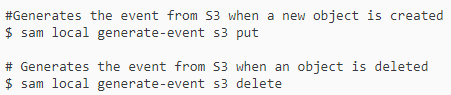 #Generates the event from S3 when a new object is created
$ sam local generate-event s3 put
# Generates the event from S3 when an object is deleted
$ sam local generate-event s3 delete